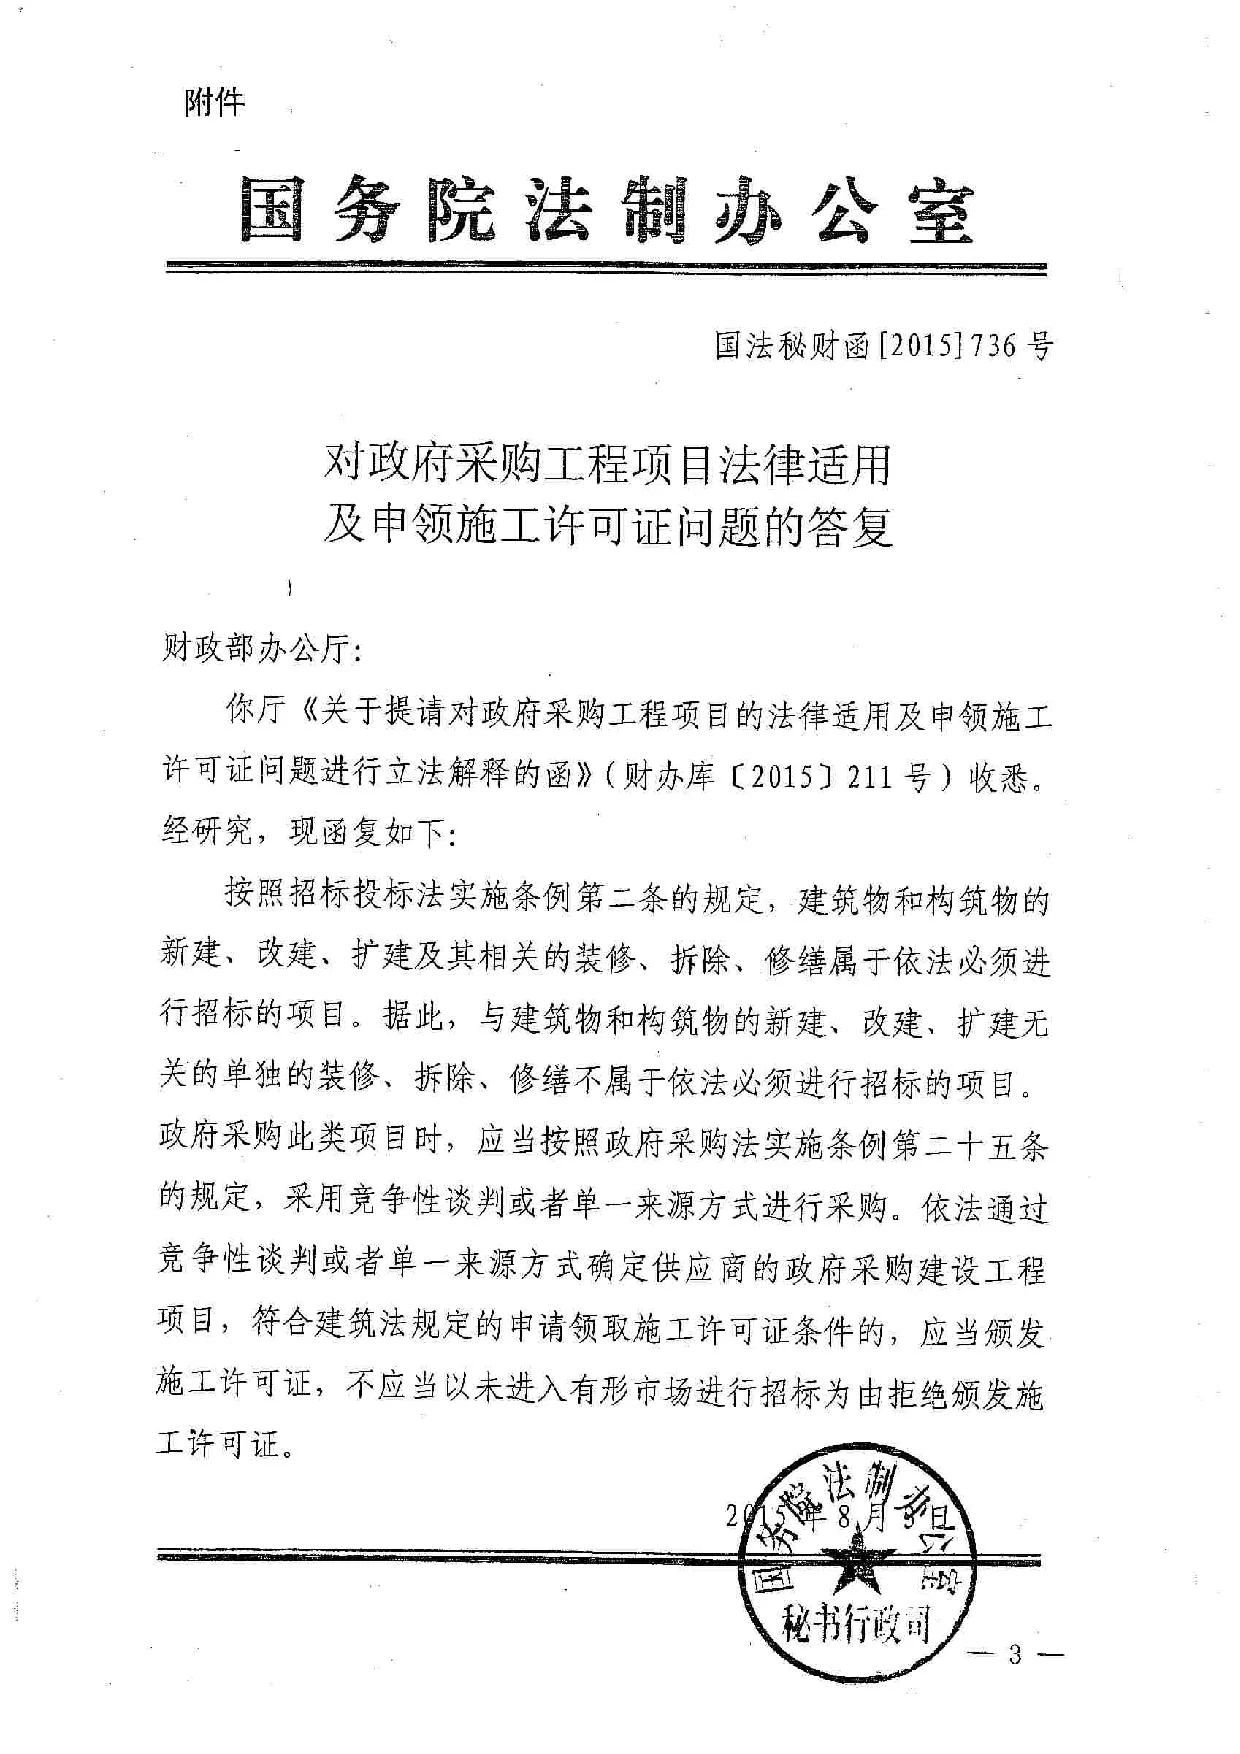 附件
国务院法制办公室
国法秘财函[2015]736号
对政府采购工程项目法律适用
及申领施工许可证问题的答复
财政部办公厅：
你厅《关于提请对政府采购工程项目的法律适用及申领施工
许可证问题进行立法解释的函》（财办库〔2015〕211号）收悉。
经研究，现函复如下：
按照招标投标法实施条例第二条的规定，建筑物和构筑物的
新建、改建、扩建及其相关的装修、拆除、修缮属于依法必须进
行招标的项目。据此，与建筑物和构筑物的新建、改建、扩建无
关的单独的装修、拆除、修缮不属于依法必须进行招标的项目。
政府采购此类项目时，应当按照政府采购法实施条例第二十五条
的规定，采用竞争性谈判或者单一来源方式进行采购。依法通过
竞争性谈判或者单一来源方式确定供应商的政府采购建设工程
项目，符合建筑法规定的申请领取施工许可证条件的，应当颁发
施工许可证，不应当以未进入有形市场进行招标为由拒绝颁发施
工许可证。
2015年8月 日
国务院法制办公室
秘书行政司
— 3 —